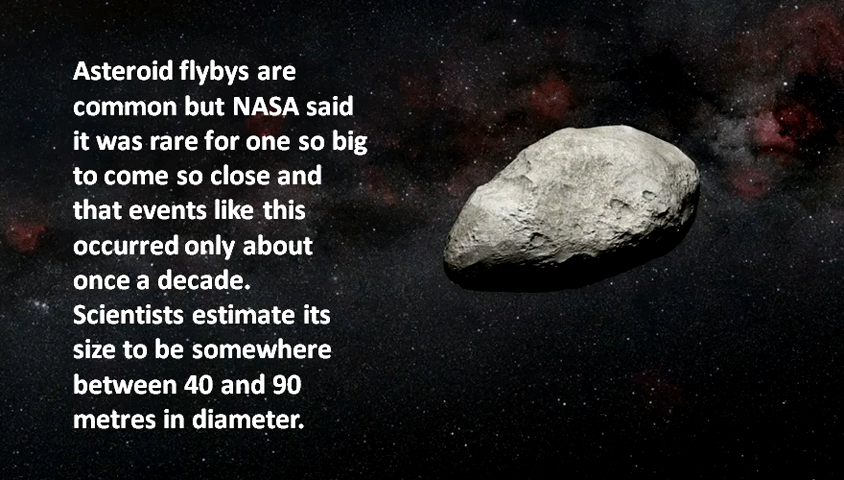 Asteroid flybys are
common but NASA said
it was rare for one so big
to come so close and
that events like this
occurred only about
once a decade.
Scientists estimate its
size to be somewhere
between 40 and 90
metres in diameter.